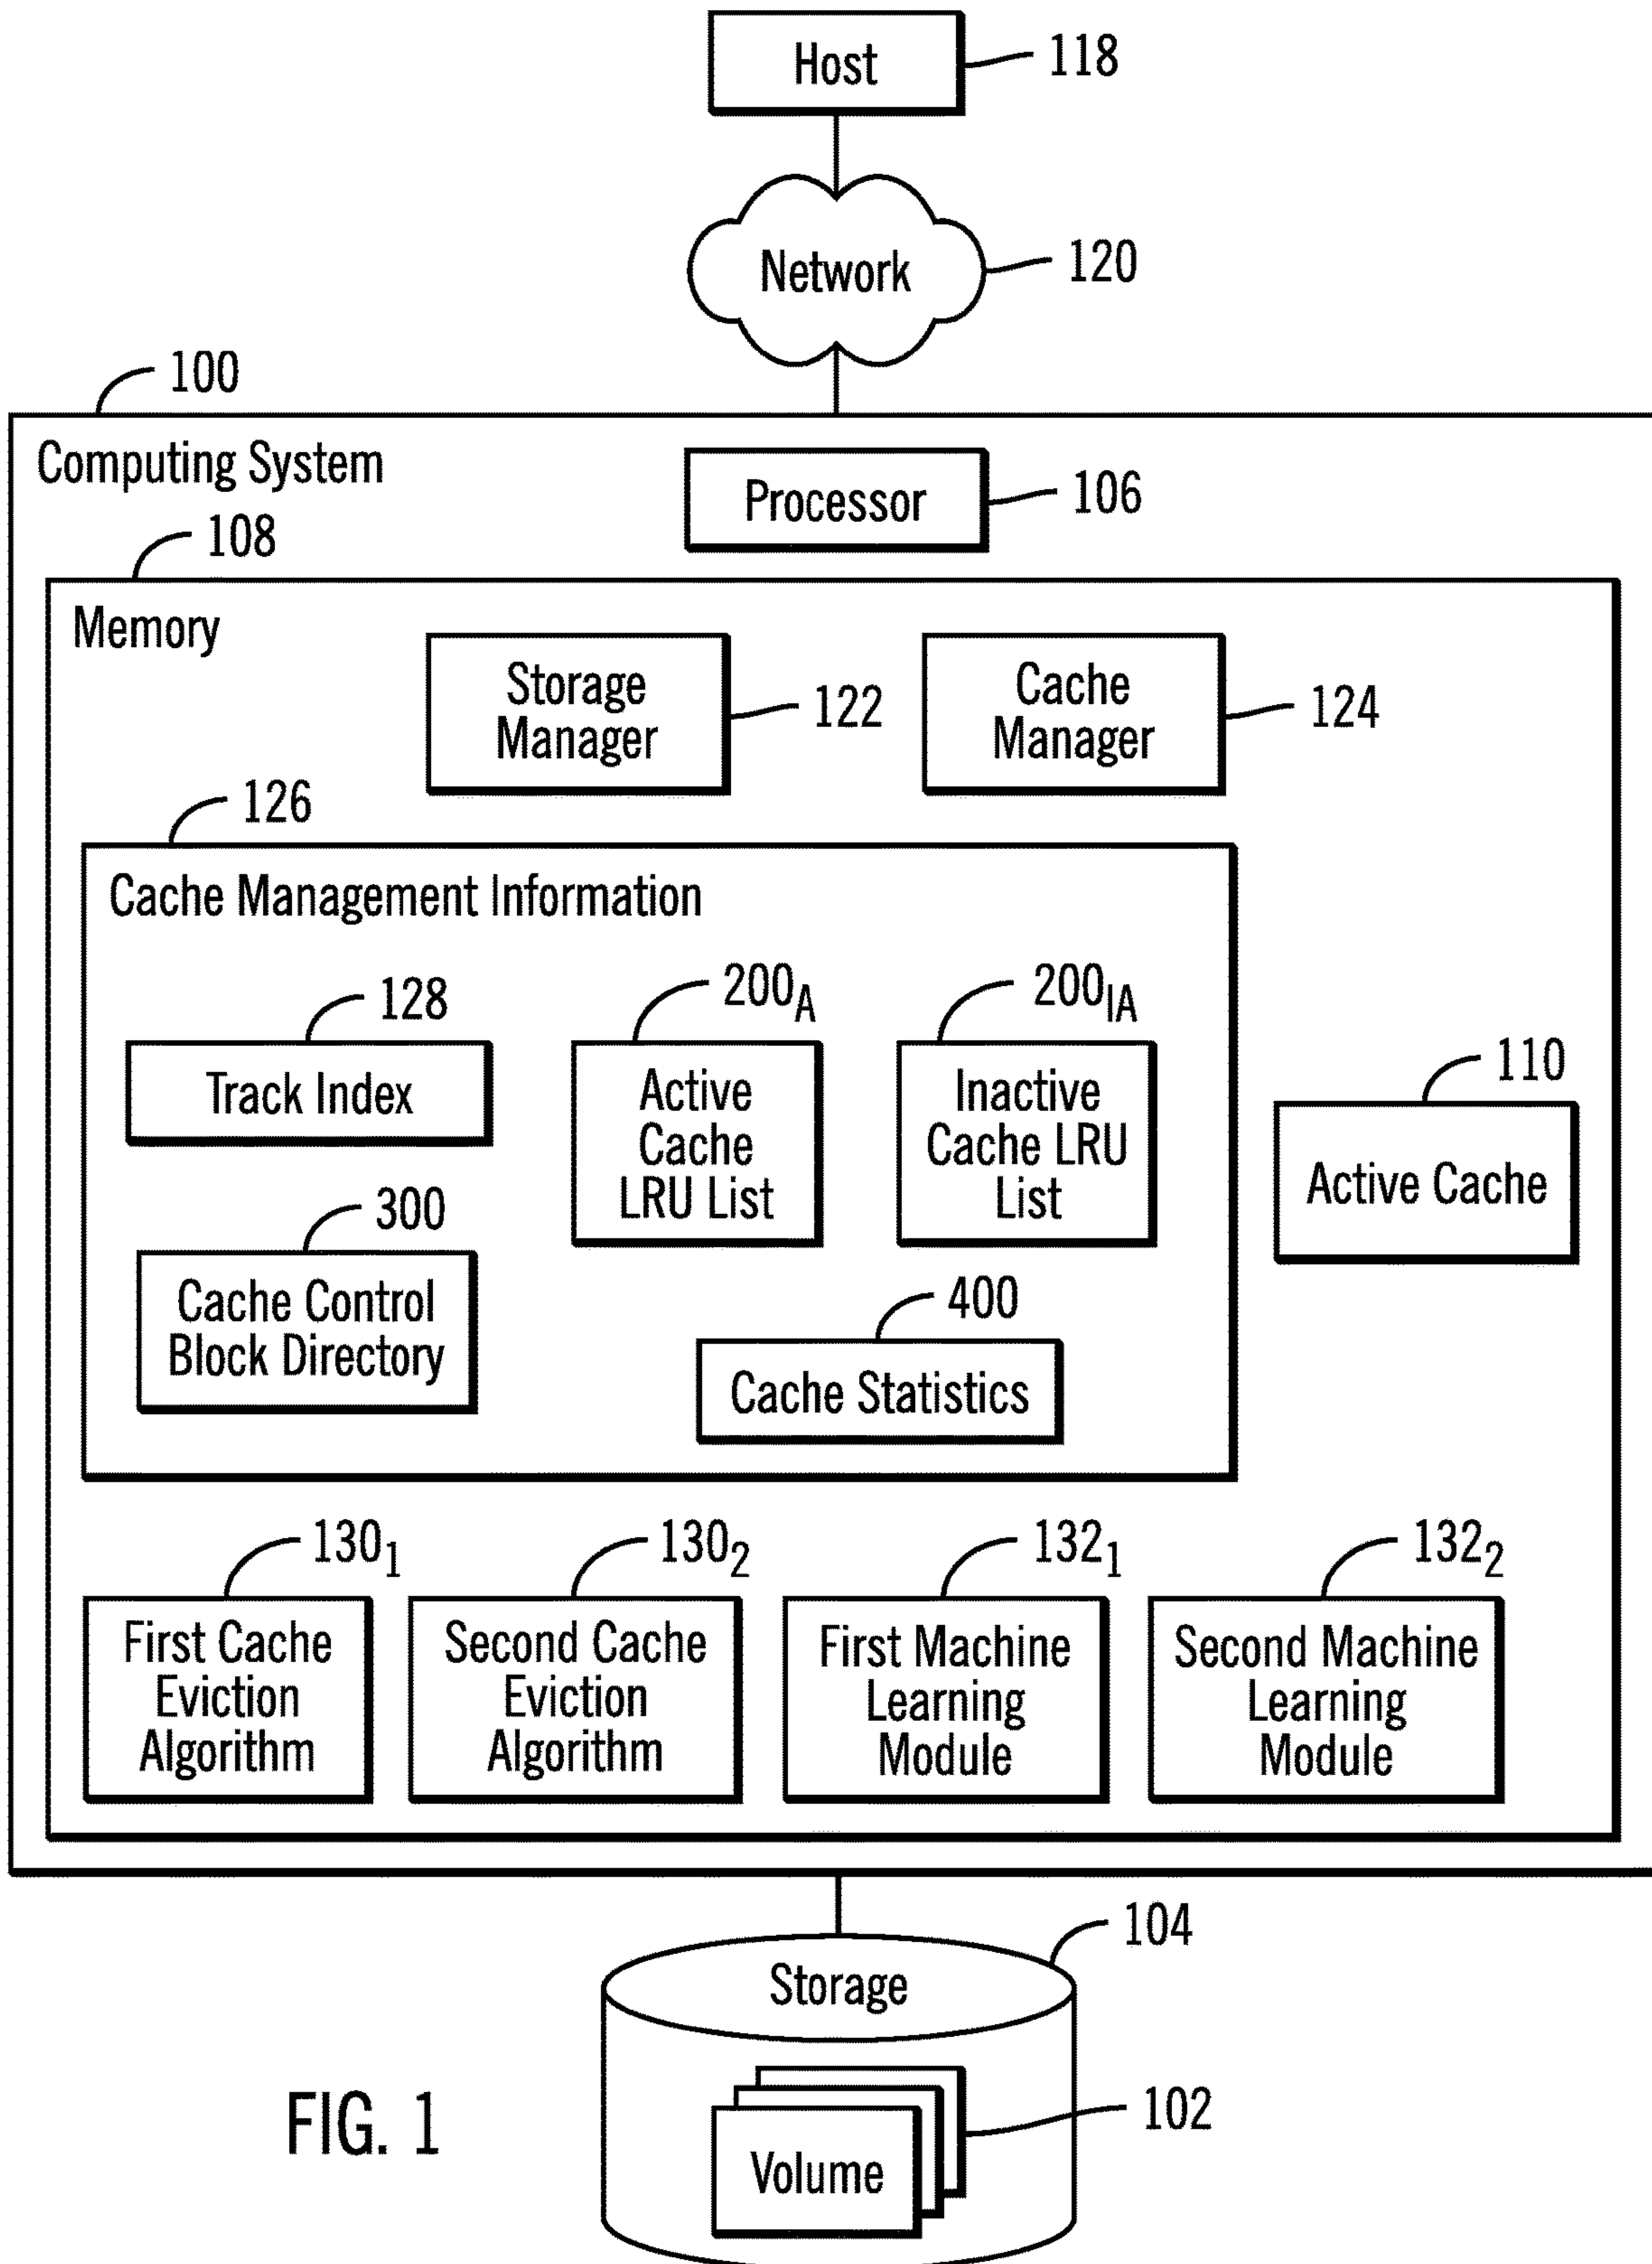 Host
118
Network
120
100
Computing System
Processor
106
108
Memory
Storage
Manager
122
Cache
Manager
124
126
Cache Management Information
128
Track Index
200A
Active
Cache
LRU List
200IA
Inactive
Cache LRU
List
110
Active Cache
300
Cache Control
Block Directory
400
Cache Statistics
1301
First Cache
Eviction
Algorithm
1302
Second Cache
Eviction
Algorithm
1321
First Machine
Learning
Module
1322
Second Machine
Learning
Module
104
Storage
102
Volume
FIG. 1